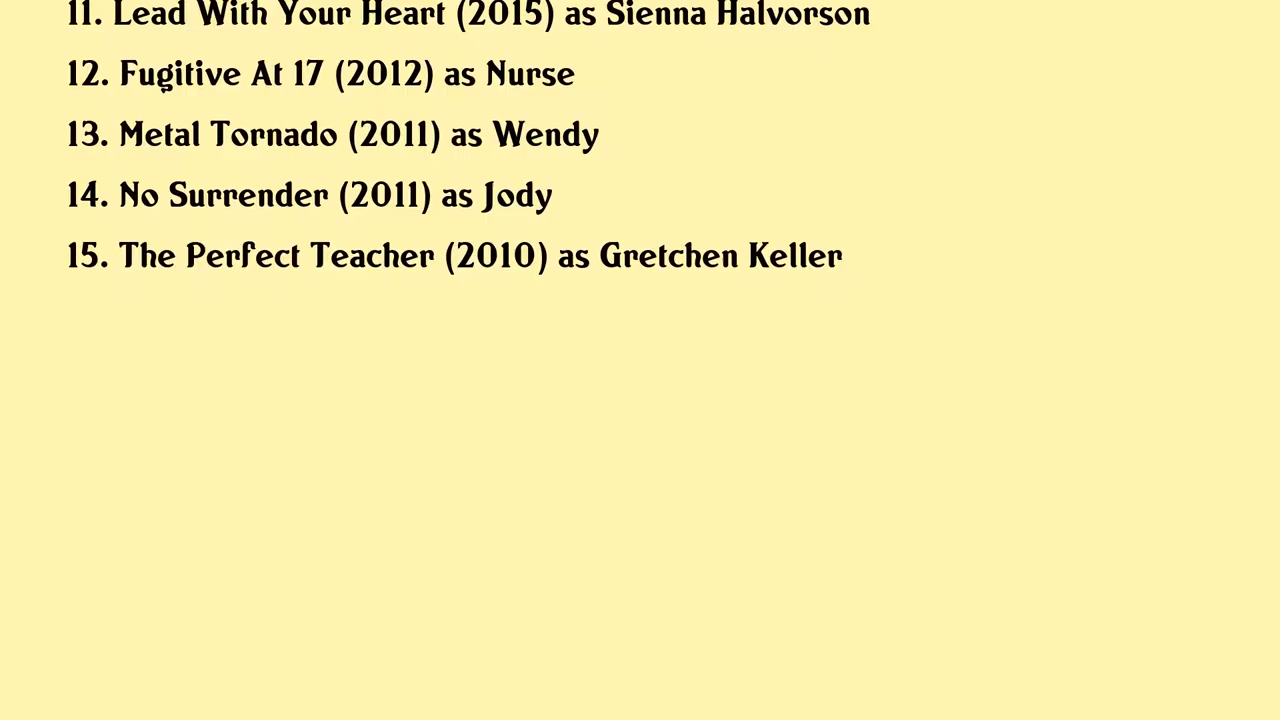 11. Lead With Your Heart (2015) as Sienna Halvorson
12. Fugitive At 17 (2012) as Nurse
13. Metal Tornado (2011) as Wendy
14. No Surrender (2011) as Jody
15. The Perfect Teacher (2010) as Gretchen Keller